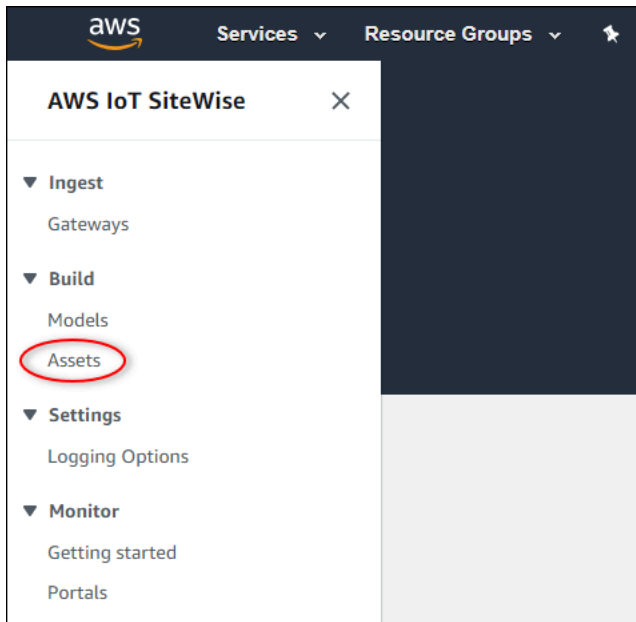 aws Services Resource Groups
AWS IoT SiteWise
Ingest
Gateways
Build
Models
Assets
Settings
Logging Options
Monitor
Getting started
Portals